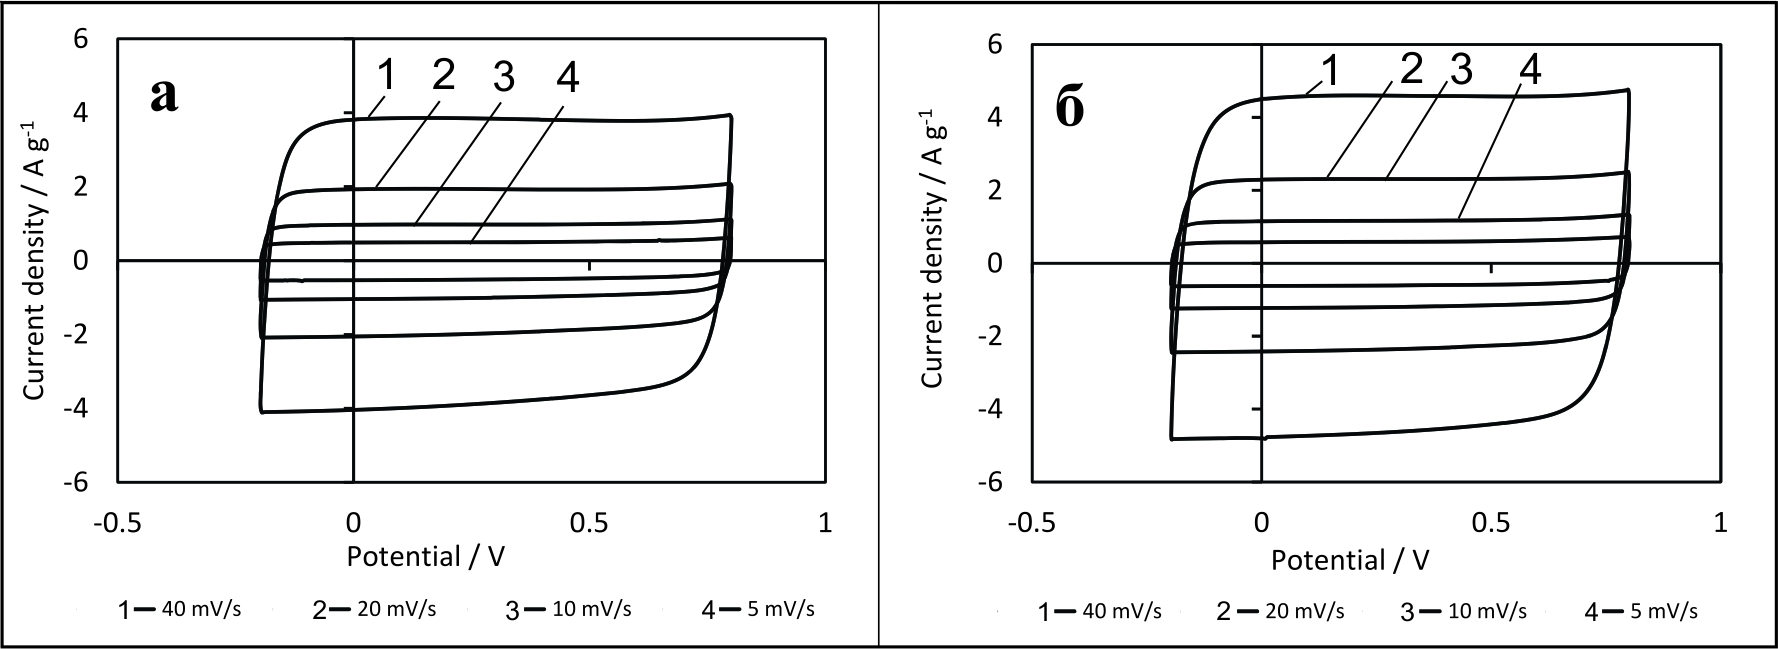 а
1 2 3 4
6
4
2
0
-2
-4
-6
Current density / A g-1
-0.5 0 0.5 1
Potential / V
1 40 mV/s 2 20 mV/s 3 10 mV/s 4 5 mV/s
б
1 2 3 4
6
4
2
0
-2
-4
-6
Current density / A g-1
-0.5 0 0.5 1
Potential / V
1 40 mV/s 2 20 mV/s 3 10 mV/s 4 5 mV/s